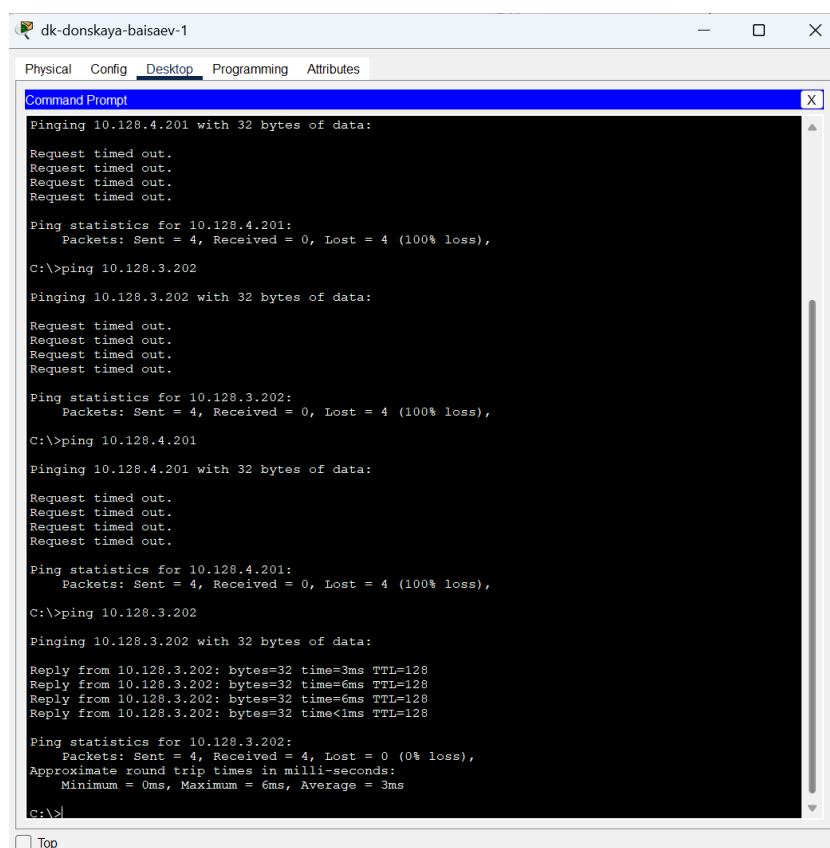 dk-donskaya-baisaev-1
Physical Config Desktop Programming Attributes
Command Prompt X
Pinging 10.128.4.201 with 32 bytes of data:
Request timed out.
Request timed out.
Request timed out.
Request timed out.
Ping statistics for 10.128.4.201:
Packets: Sent = 4, Received = 0, Lost = 4 (100% loss),
C:\>ping 10.128.3.202
Pinging 10.128.3.202 with 32 bytes of data:
Request timed out.
Request timed out.
Request timed out.
Request timed out.
Ping statistics for 10.128.3.202:
Packets: Sent = 4, Received = 0, Lost = 4 (100% loss),
C:\>ping 10.128.4.201
Pinging 10.128.4.201 with 32 bytes of data:
Request timed out.
Request timed out.
Request timed out.
Request timed out.
Ping statistics for 10.128.4.201:
Packets: Sent = 4, Received = 0, Lost = 4 (100% loss),
C:\>ping 10.128.3.202
Pinging 10.128.3.202 with 32 bytes of data:
Reply from 10.128.3.202: bytes=32 time=3ms TTL=128
Reply from 10.128.3.202: bytes=32 time=6ms TTL=128
Reply from 10.128.3.202: bytes=32 time=6ms TTL=128
Reply from 10.128.3.202: bytes=32 time<1ms TTL=128
Ping statistics for 10.128.3.202:
Packets: Sent = 4, Received = 4, Lost = 0 (0% loss),
Approximate round trip times in milli-seconds:
Minimum = 0ms, Maximum = 6ms, Average = 3ms
C:\>
Top